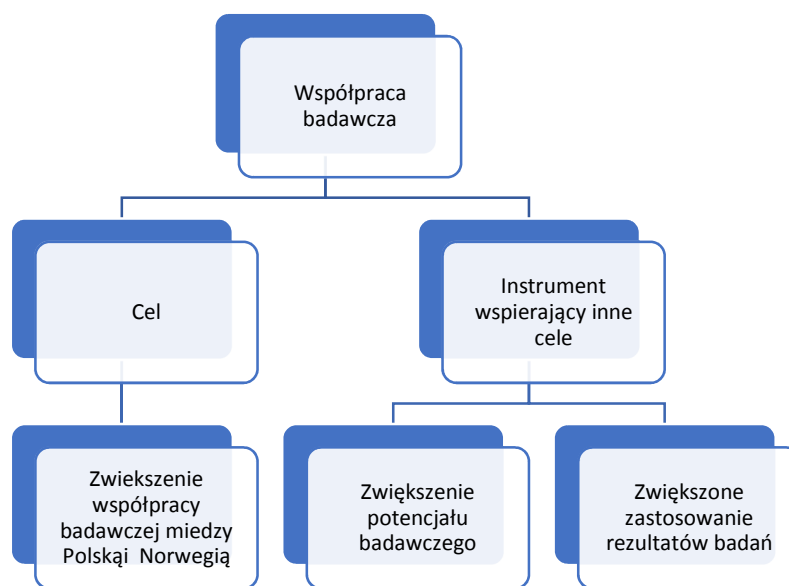 Współpraca
badawcza
Cel
Instrument
wspierający inne
cele
Zwiekszenie
współpracy
badawczej miedzy
Polskąi  Norwegią
Zwiększenie
potencjału
badawczego
Zwiększone
zastosowanie
rezultatów badań